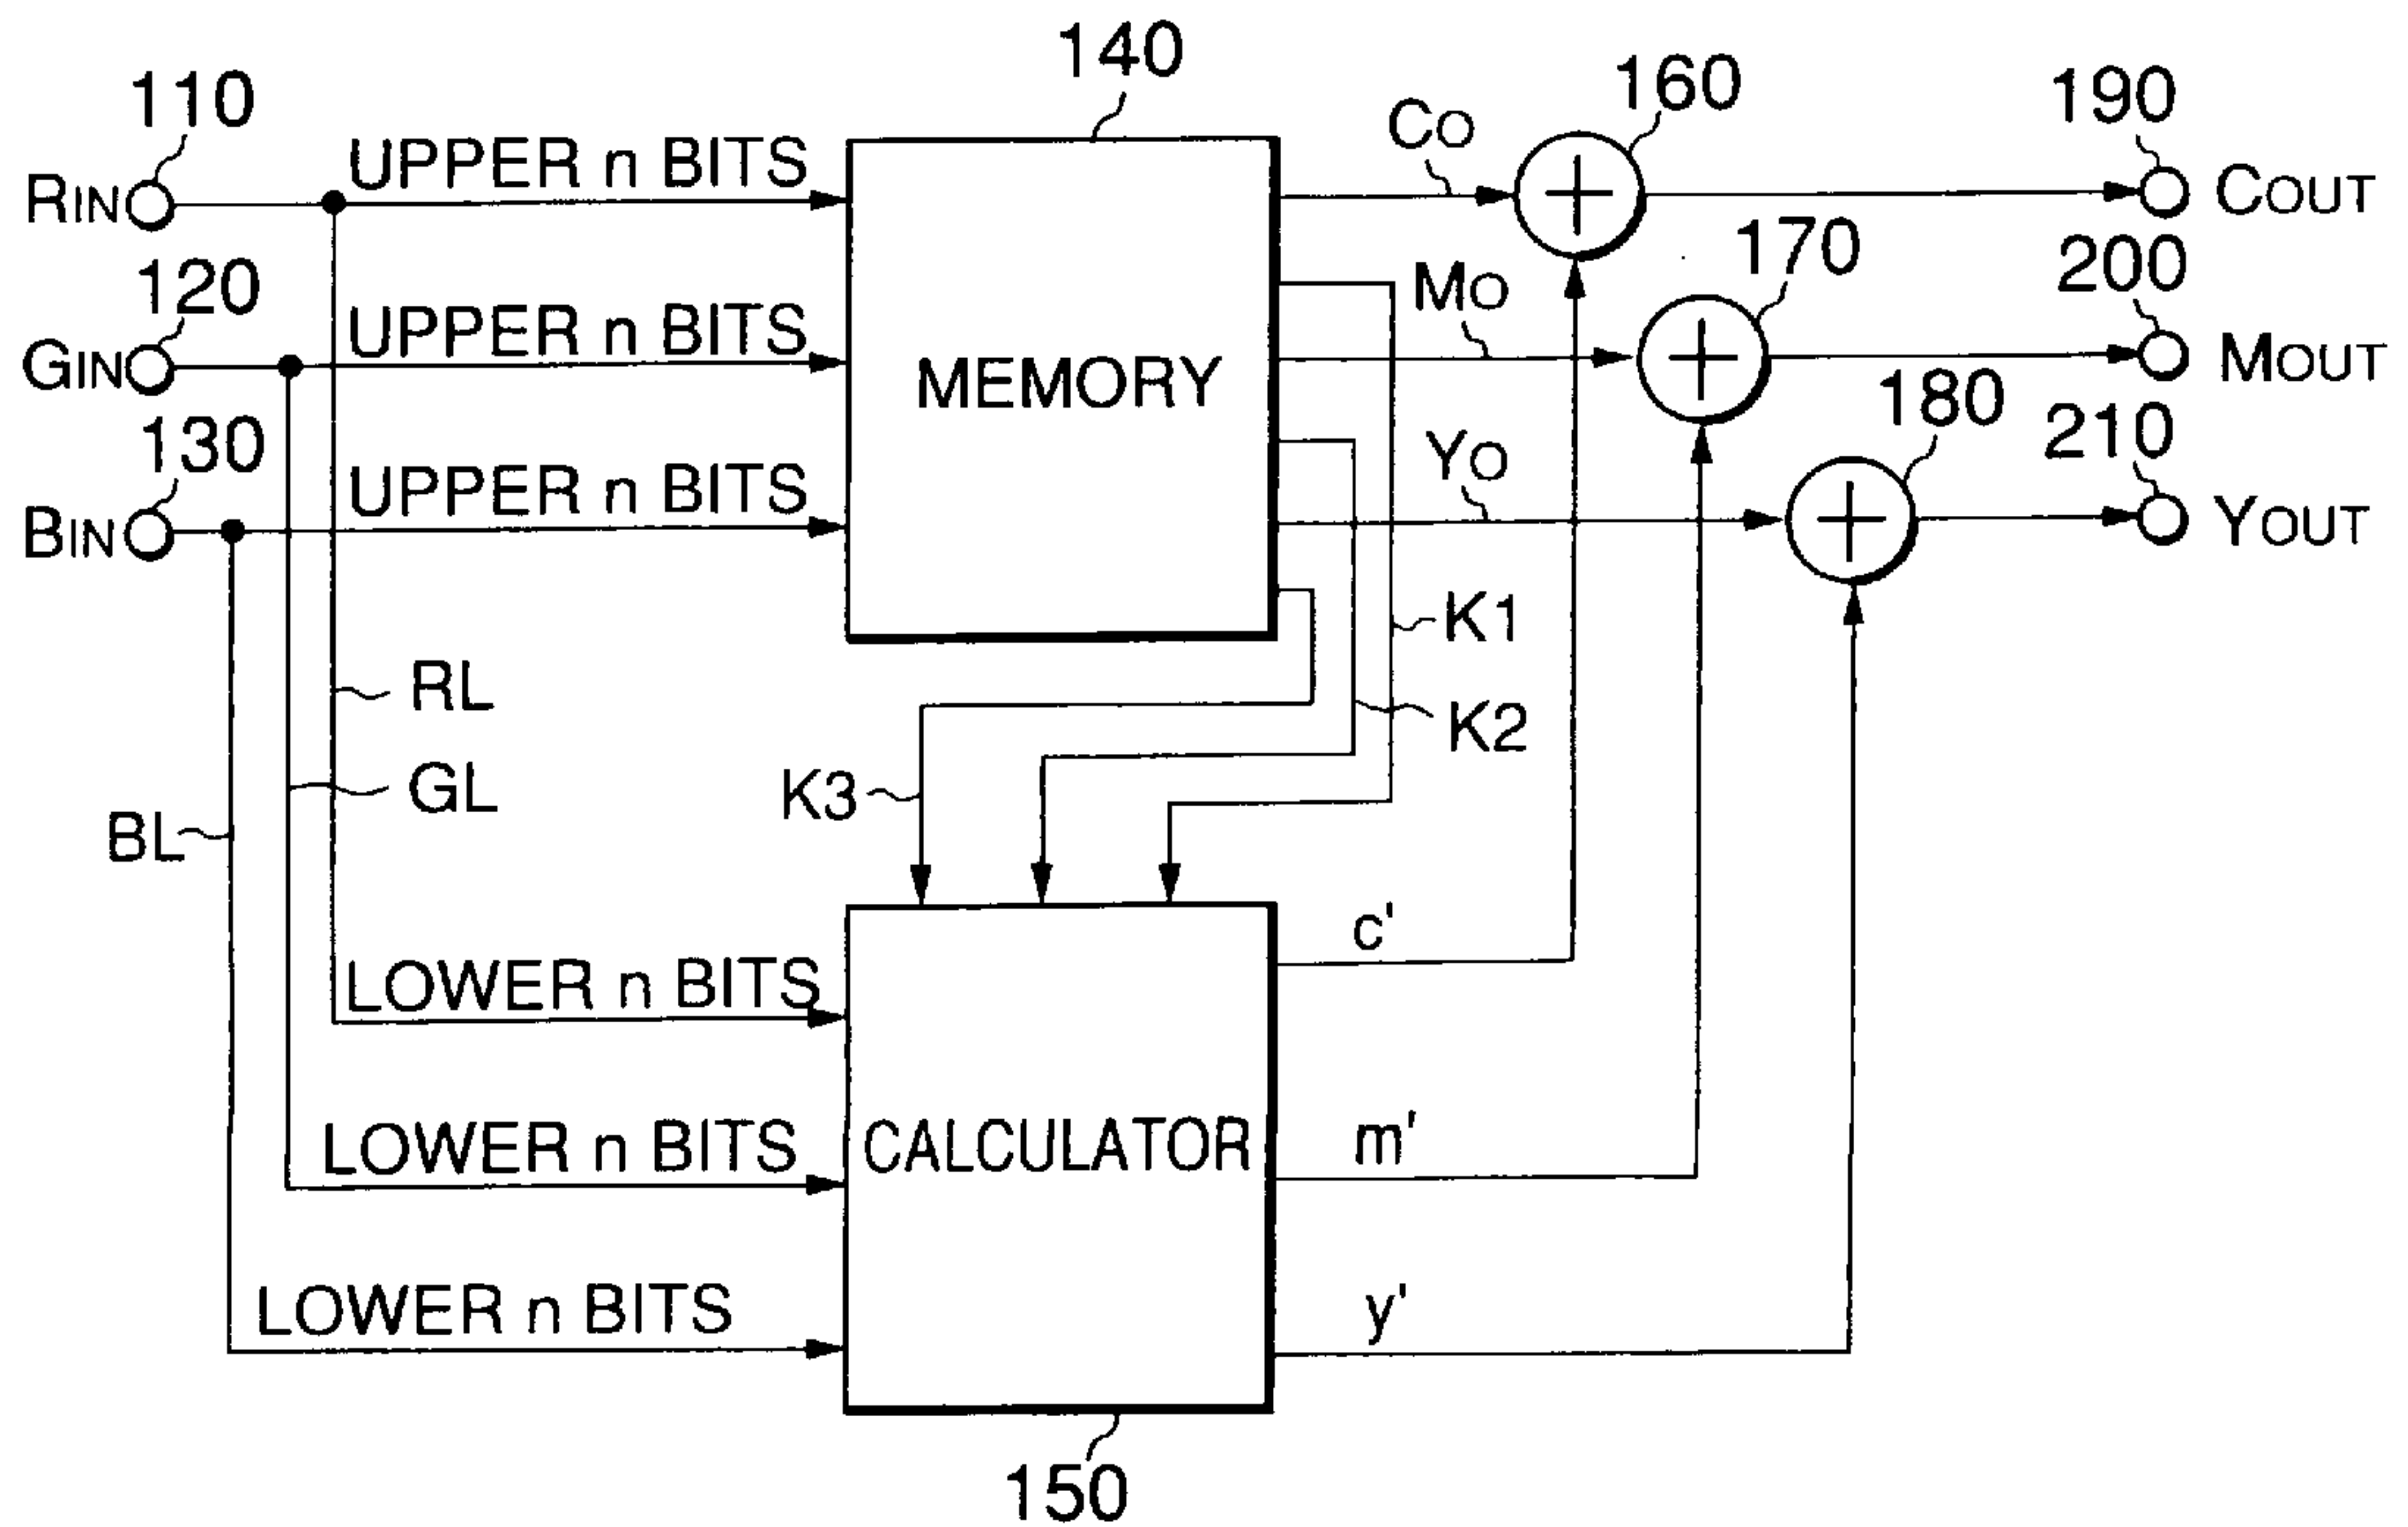 140
160
110
190
Co
UPPER n BITS
RIN
COUT
170
120
200
Mo
UPPER n BITS
GIN
MEMORY
MOUT
180
130
210
Yo
UPPER n BITS
BIN
YOUT
K1
RL
K2
GL
K3
BL
c'
LOWER n BITS
LOWER n BITS
CALCULATOR
m'
LOWER n BITS
y'
150